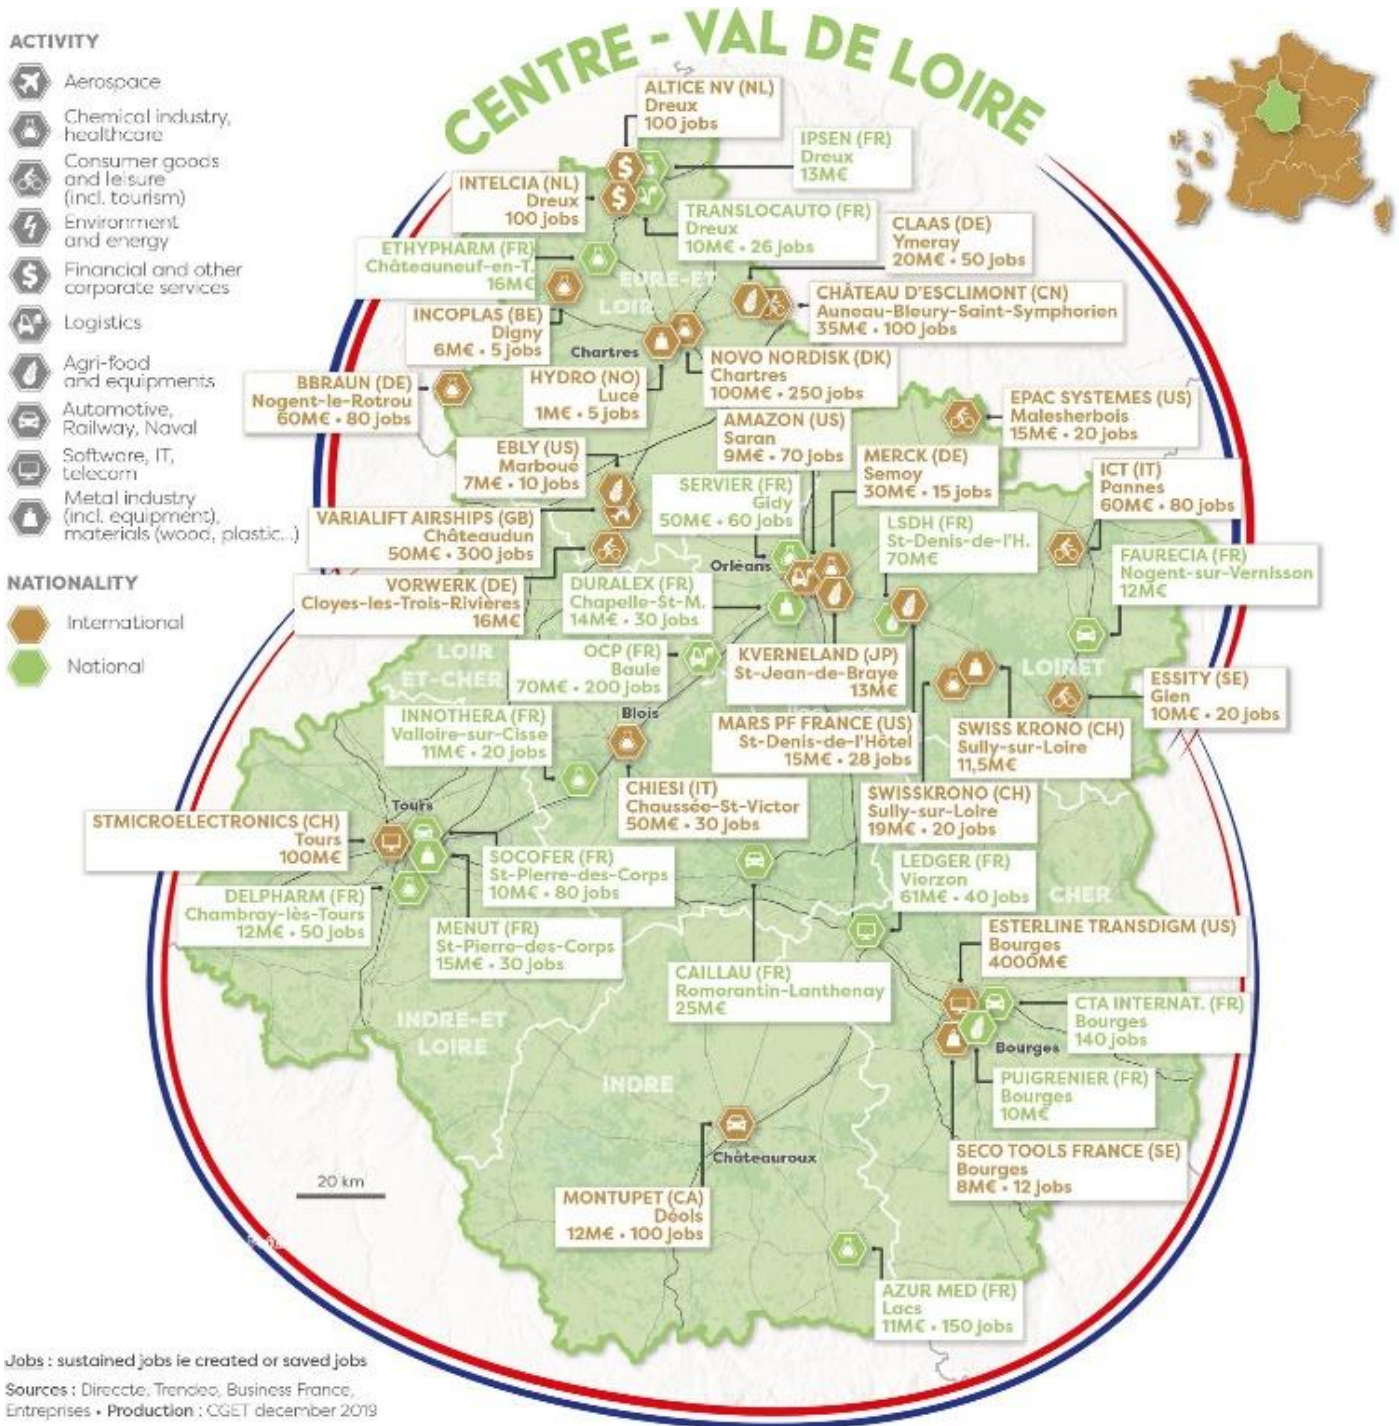 CENTRE - VAL DE LOIRE
ACTIVITY
Aerospace
Chemical industry,
healthcare
Consumer goods
and leisure
(incl. tourism)
Environment
and energy
Financial and other
corporate services
Logistics
Agri-food
and equipments
Automotive,
Railway, Naval
Software, IT,
telecom
Metal industry
(incl. equipment),
materials (wood, plastic...)
NATIONALITY
International
National
ALTICE NV (NL)
Dreux
100 jobs
IPSEN (FR)
Dreux
13M€
INTELCIA (NL)
Dreux
100 jobs
TRANSLOCAUTO (FR)
Dreux
10M€ • 26 jobs
CLAAS (DE)
Ymeray
20M€ • 50 jobs
ETHYPHARM (FR)
Châteauneuf-en-T.
16M€
EURE-ET
LOIR
CHÂTEAU D'ESCLIMONT (CN)
Auneau-Bleury-Saint-Symphorien
35M€ • 100 jobs
INCOPLAS (BE)
Digny
6M€ • 5 jobs
Chartres
NOVO NORDISK (DK)
Chartres
100M€ • 250 jobs
HYDRO (NO)
Lucé
1M€ • 5 jobs
BBRAUN (DE)
Nogent-le-Rotrou
60M€ • 80 jobs
EPAC SYSTEMES (US)
Malesherbois
15M€ • 20 jobs
AMAZON (US)
Saran
9M€ • 70 jobs
EBLY (US)
Marboué
7M€ • 10 jobs
MERCK (DE)
Semoy
30M€ • 15 jobs
ICT (IT)
Pannes
60M€ • 80 jobs
SERVIER (FR)
Gidy
50M€ • 60 jobs
VARIALIFT AIRSHIPS (GB)
Châteaudun
50M€ • 300 jobs
LSDH (FR)
St-Denis-de-l'H.
70M€
FAURECIA (FR)
Nogent-sur-Vernisson
12M€
Orléans
VORWERK (DE)
Cloyes-les-Trois-Rivières
16M€
DURALEX (FR)
Chapelle-St-M.
14M€ • 30 jobs
LOIR
ET-CHER
OCP (FR)
Baule
70M€ • 200 jobs
KVERNELAND (JP)
St-Jean-de-Braye
13M€
LOIRET
ESSITY (SE)
Gien
10M€ • 20 jobs
INNOTHERA (FR)
Valloire-sur-Cisse
11M€ • 20 jobs
Blois
MARS PF FRANCE (US)
St-Denis-de-l'Hôtel
15M€ • 28 jobs
SWISS KRONO (CH)
Sully-sur-Loire
11,5M€
CHIESI (IT)
Chaussée-St-Victor
50M€ • 30 jobs
SWISSKRONO (CH)
Sully-sur-Loire
19M€ • 20 jobs
Tours
STMICROELECTRONICS (CH)
Tours
100M€
SOCOFER (FR)
St-Pierre-des-Corps
10M€ • 80 jobs
LEDGER (FR)
Vierzon
61M€ • 40 jobs
CHER
DELPHARM (FR)
Chambray-lès-Tours
12M€ • 50 jobs
MENUT (FR)
St-Pierre-des-Corps
15M€ • 30 jobs
ESTERLINE TRANSDIGM (US)
Bourges
4000M€
CAILLAU (FR)
Romorantin-Lanthenay
25M€
CTA INTERNAT. (FR)
Bourges
140 jobs
INDRE-ET
LOIRE
Bourges
INDRE
PUIGRENIER (FR)
Bourges
10M€
Châteauroux
SECO TOOLS FRANCE (SE)
Bourges
8M€ • 12 jobs
20 km
MONTUPET (CA)
Déols
12M€ • 100 jobs
AZUR MED (FR)
Lacs
11M€ • 150 jobs
Jobs : sustained jobs ie created or saved jobs
Sources : Direccte, Trendeo, Business France,
Entreprises • Production : CGET december 2019